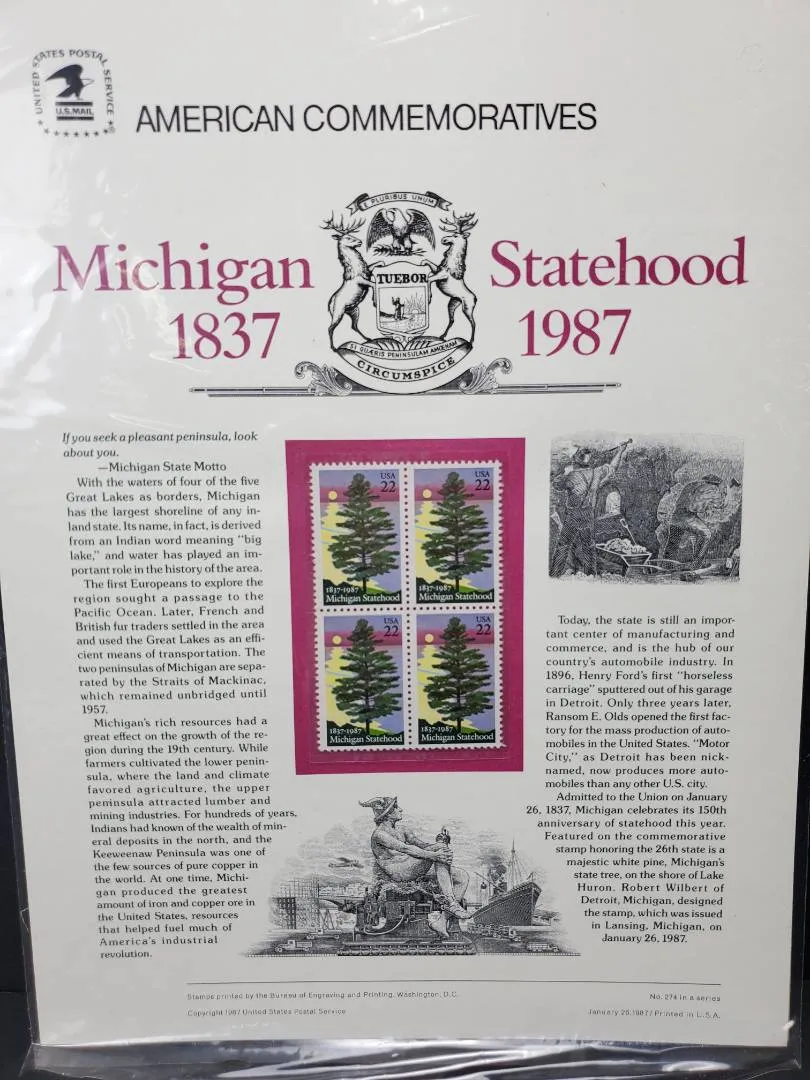 UNITED STATES POSTAL SERVICE
U.S.MAIL
AMERICAN COMMEMORATIVES
E PLURIBUS UNUM
TUEBOR
SI QUÆRIS PENINSULAM AMŒNAM
CIRCUMSPICE
Michigan Statehood
1837 1987
If you seek a pleasant peninsula, look
about you.
—Michigan State Motto
With the waters of four of the five
Great Lakes as borders, Michigan
has the largest shoreline of any in-
land state. Its name, in fact, is derived
from an Indian word meaning "big
lake," and water has played an im-
portant role in the history of the area.
The first Europeans to explore the
region sought a passage to the
Pacific Ocean. Later, French and
British fur traders settled in the area
and used the Great Lakes as an effi-
cient means of transportation. The
two peninsulas of Michigan are sepa-
rated by the Straits of Mackinac,
which remained unbridged until
1957.
Michigan's rich resources had a
great effect on the growth of the re-
gion during the 19th century. While
farmers cultivated the lower penin-
sula, where the land and climate
favored agriculture, the upper
peninsula attracted lumber and
mining industries. For hundreds of years,
Indians had known of the wealth of min-
eral deposits in the north, and the
Keeweenaw Peninsula was one of
the few sources of pure copper in
the world. At one time, Michi-
gan produced the greatest
amount of iron and copper ore in
the United States, resources
that helped fuel much of
America's industrial
revolution.
USA
22
1837-1987
Michigan Statehood
USA
22
1837-1987
Michigan Statehood
USA
22
1837-1987
Michigan Statehood
USA
22
1837-1987
Michigan Statehood
Today, the state is still an impor-
tant center of manufacturing and
commerce, and is the hub of our
country's automobile industry. In
1896, Henry Ford's first "horseless
carriage" sputtered out of his garage
in Detroit. Only three years later,
Ransom E. Olds opened the first fac-
tory for the mass production of auto-
mobiles in the United States. "Motor
City," as Detroit has been nick-
named, now produces more auto-
mobiles than any other U.S. city.
Admitted to the Union on January
26, 1837, Michigan celebrates its 150th
anniversary of statehood this year.
Featured on the commemorative
stamp honoring the 26th state is a
majestic white pine, Michigan's
state tree, on the shore of Lake
Huron. Robert Wilbert of
Detroit, Michigan, designed
the stamp, which was issued
in Lansing, Michigan, on
January 26, 1987.
Stamps printed by the Bureau of Engraving and Printing, Washington, D.C.
No. 274 in a series
Copyright 1987 United States Postal Service
January 26, 1987 / Printed in U.S.A.